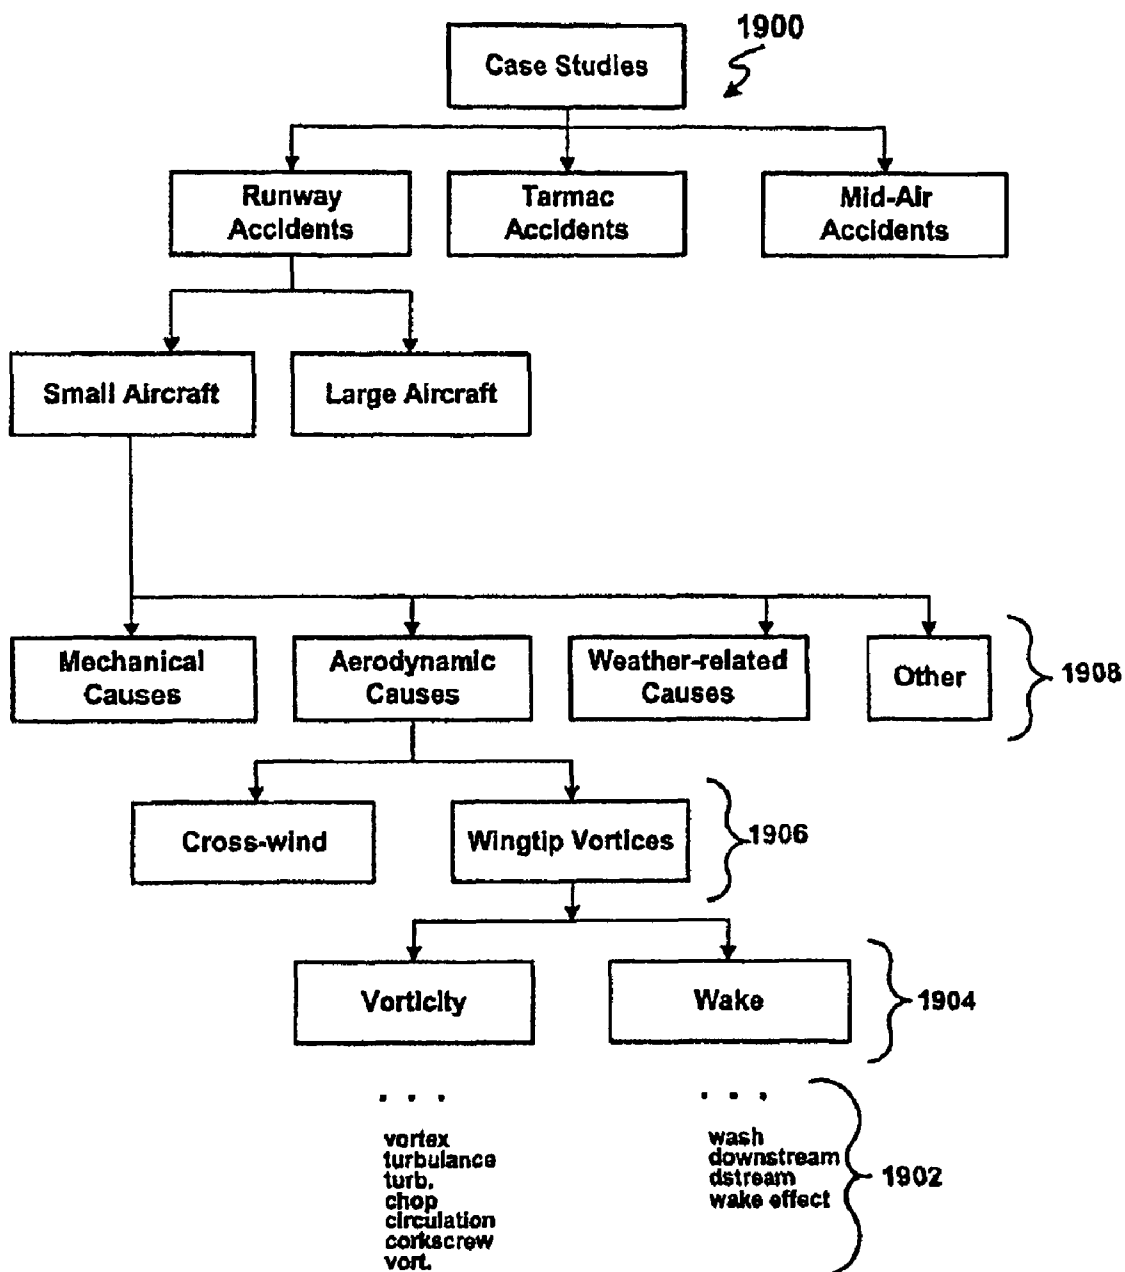 1900
Case Studies
Runway
Accidents
Tarmac
Accidents
Mid-Air
Accidents
Small Aircraft
Large Aircraft
Mechanical
Causes
Aerodynamic
Causes
Weather-related
Causes
Other
1908
Cross-wind
Wingtip Vortices
1906
Vorticity
Wake
1904
. . .
vortex
turbulance
turb.
chop
circulation
corkscrew
vort.
. . .
wash
downstream
dstream
wake effect
1902